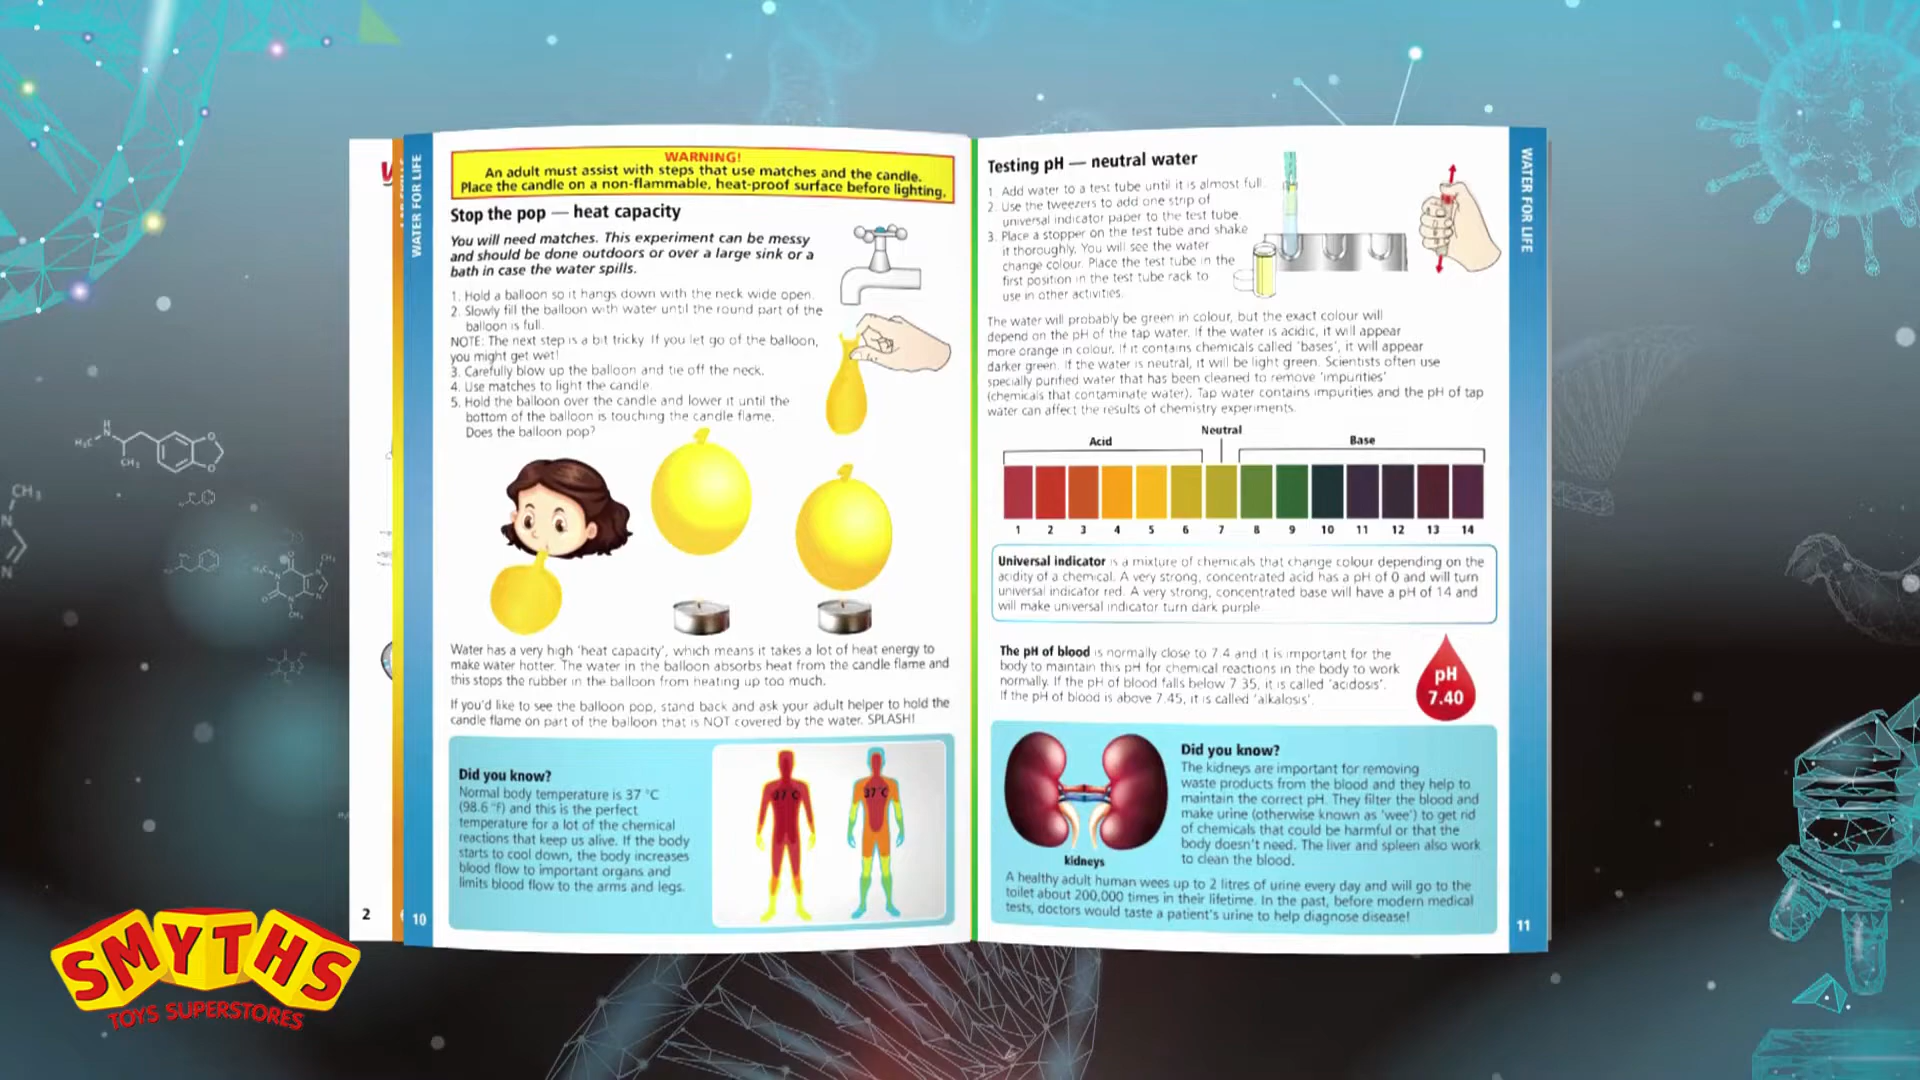 WATER FOR LIFE
WARNING!
An adult must assist with steps that use matches and the candle.
Place the candle on a non-flammable, heat-proof surface before lighting.
Stop the pop — heat capacity
You will need matches. This experiment can be messy
and should be done outdoors or over a large sink or a
bath in case the water spills.
1. Hold a balloon so it hangs down with the neck wide open.
2. Slowly fill the balloon with water until the round part of the
balloon is full.
NOTE: The next step is a bit tricky. If you let go of the balloon,
you might get wet!
3. Carefully blow up the balloon and tie off the neck.
4. Use matches to light the candle.
5. Hold the balloon over the candle and lower it until the
bottom of the balloon is touching the candle flame.
Does the balloon pop?
Water has a very high 'heat capacity', which means it takes a lot of heat energy to
make water hotter. The water in the balloon absorbs heat from the candle flame and
this stops the rubber in the balloon from heating up too much.
If you'd like to see the balloon pop, stand back and ask your adult helper to hold the
candle flame on part of the balloon that is NOT covered by the water. SPLASH!
Did you know?
Normal body temperature is 37 °C
(98.6 °F) and this is the perfect
temperature for a lot of the chemical
reactions that keep us alive. If the body
starts to cool down, the body increases
blood flow to important organs and
limits blood flow to the arms and legs.
37 °C
37 °C
2
10
Testing pH — neutral water
1. Add water to a test tube until it is almost full.
2. Use the tweezers to add one strip of
universal indicator paper to the test tube.
3. Place a stopper on the test tube and shake
it thoroughly. You will see the water
change colour. Place the test tube in the
first position in the test tube rack to
use in other activities.
The water will probably be green in colour, but the exact colour will
depend on the pH of the tap water. If the water is acidic, it will appear
more orange in colour. If it contains chemicals called 'bases', it will appear
darker green. If the water is neutral, it will be light green. Scientists often use
specially purified water that has been cleaned to remove 'impurities'
(chemicals that contaminate water). Tap water contains impurities and the pH of tap
water can affect the results of chemistry experiments.
Acid Neutral Base
1 2 3 4 5 6 7 8 9 10 11 12 13 14
Universal indicator is a mixture of chemicals that change colour depending on the
acidity of a chemical. A very strong, concentrated acid has a pH of 0 and will turn
universal indicator red. A very strong, concentrated base will have a pH of 14 and
will make universal indicator turn dark purple.
The pH of blood is normally close to 7.4 and it is important for the
body to maintain this pH for chemical reactions in the body to work
normally. If the pH of blood falls below 7.35, it is called 'acidosis'.
If the pH of blood is above 7.45, it is called 'alkalosis'.
pH
7.40
Did you know?
The kidneys are important for removing
waste products from the blood and they help to
maintain the correct pH. They filter the blood and
make urine (otherwise known as 'wee') to get rid
of chemicals that could be harmful or that the
body doesn't need. The liver and spleen also work
to clean the blood.
kidneys
A healthy adult human wees up to 2 litres of urine every day and will go to the
toilet about 200,000 times in their lifetime. In the past, before modern medical
tests, doctors would taste a patient's urine to help diagnose disease!
WATER FOR LIFE
11
SMYTHS
TOYS SUPERSTORES
H
N
H₃C
CH₃
O
O
CH₃
N
N